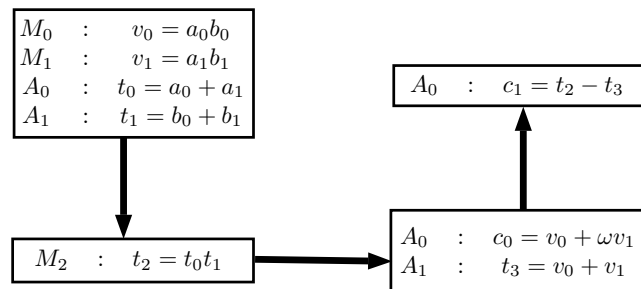 M₀ : v₀ = a₀b₀
M₁ : v₁ = a₁b₁
A₀ : t₀ = a₀ + a₁
A₁ : t₁ = b₀ + b₁
M₂ : t₂ = t₀t₁
A₀ : c₀ = v₀ + ωv₁
A₁ : t₃ = v₀ + v₁
A₀ : c₁ = t₂ − t₃